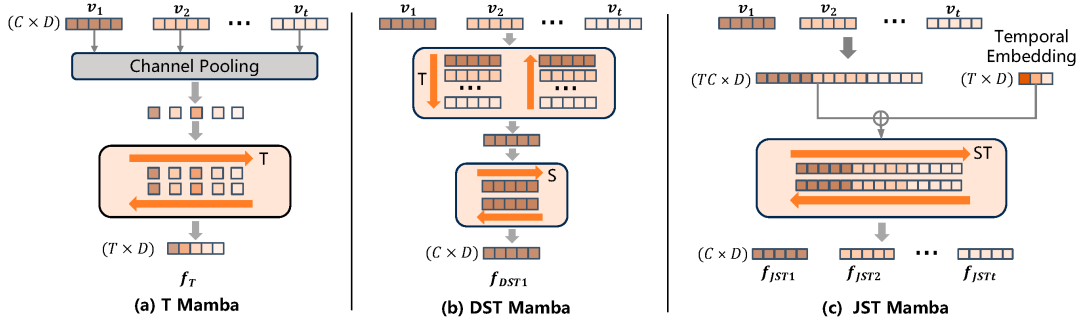 (C × D)
v1 v2 ... vt
Channel Pooling
T
(T × D)
fT
(a) T Mamba
v1 v2 ... vt
T
...
...
S
(C × D)
fDST1
(b) DST Mamba
v1 v2 ... vt
Temporal
Embedding
(TC × D)
(T × D)
ST
(C × D)
...
fJST1 fJST2 fJSTt
(c) JST Mamba